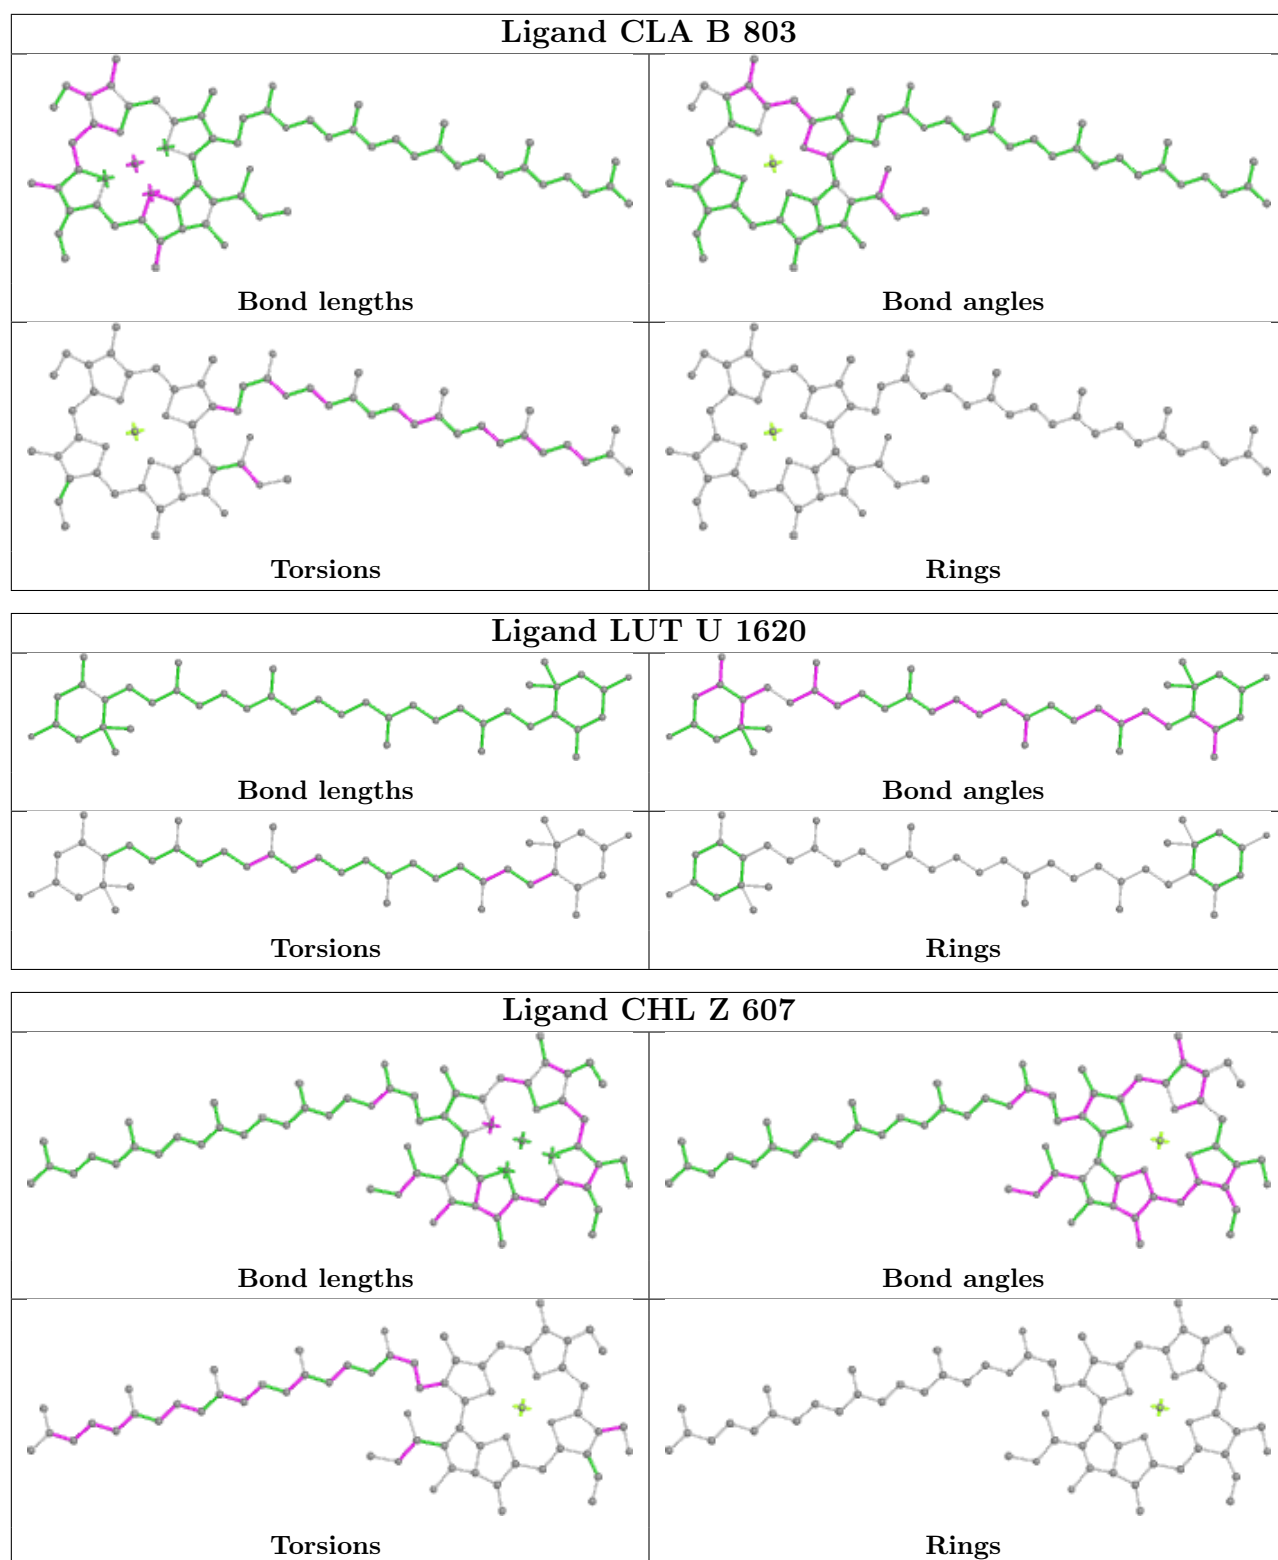 Ligand CLA B 803
Bond lengths
Bond angles
Torsions
Rings
Ligand LUT U 1620
Bond lengths
Bond angles
Torsions
Rings
Ligand CHL Z 607
Bond lengths
Bond angles
Torsions
Rings